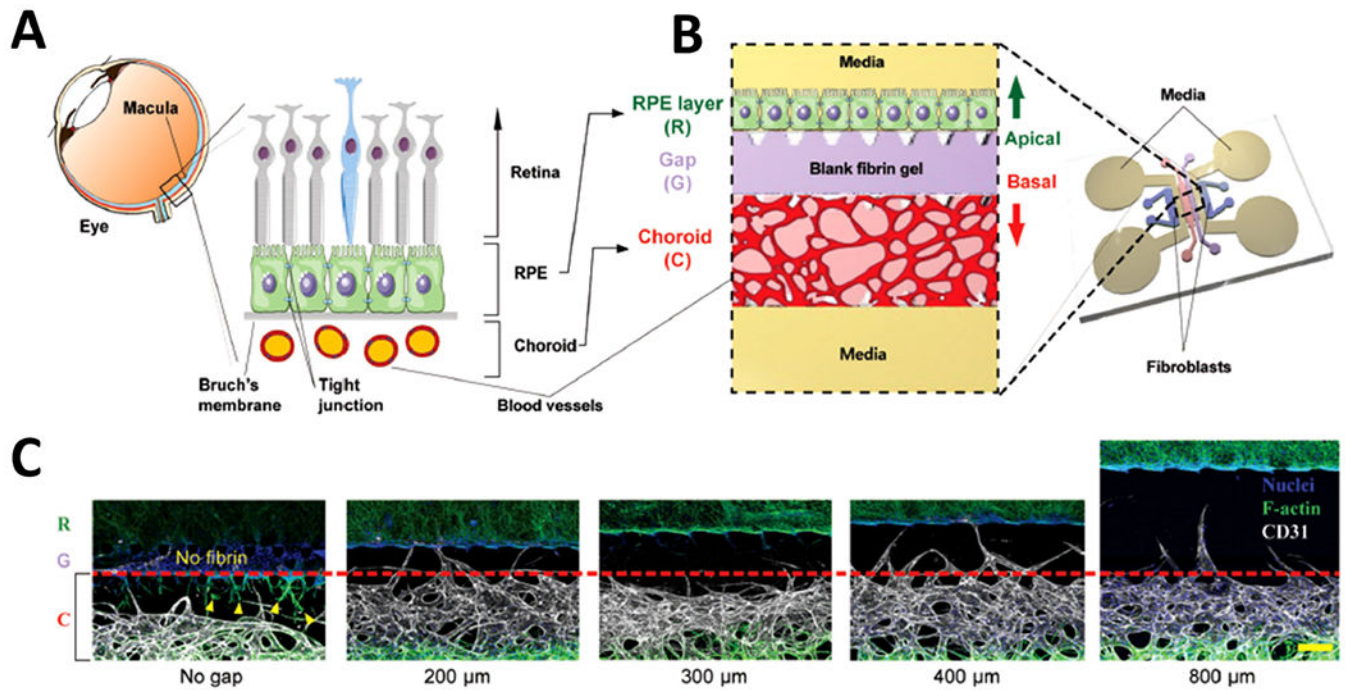 A
Macula
Eye
Retina
RPE
Choroid
Bruch's
membrane
Tight
junction
Blood vessels
B
Media
RPE layer
(R)
Gap
(G)
Blank fibrin gel
Choroid
(C)
Media
Apical
Basal
Media
Fibroblasts
C
R
G
C
No fibrin
Nuclei
F-actin
CD31
No gap
200 µm
300 µm
400 µm
800 µm